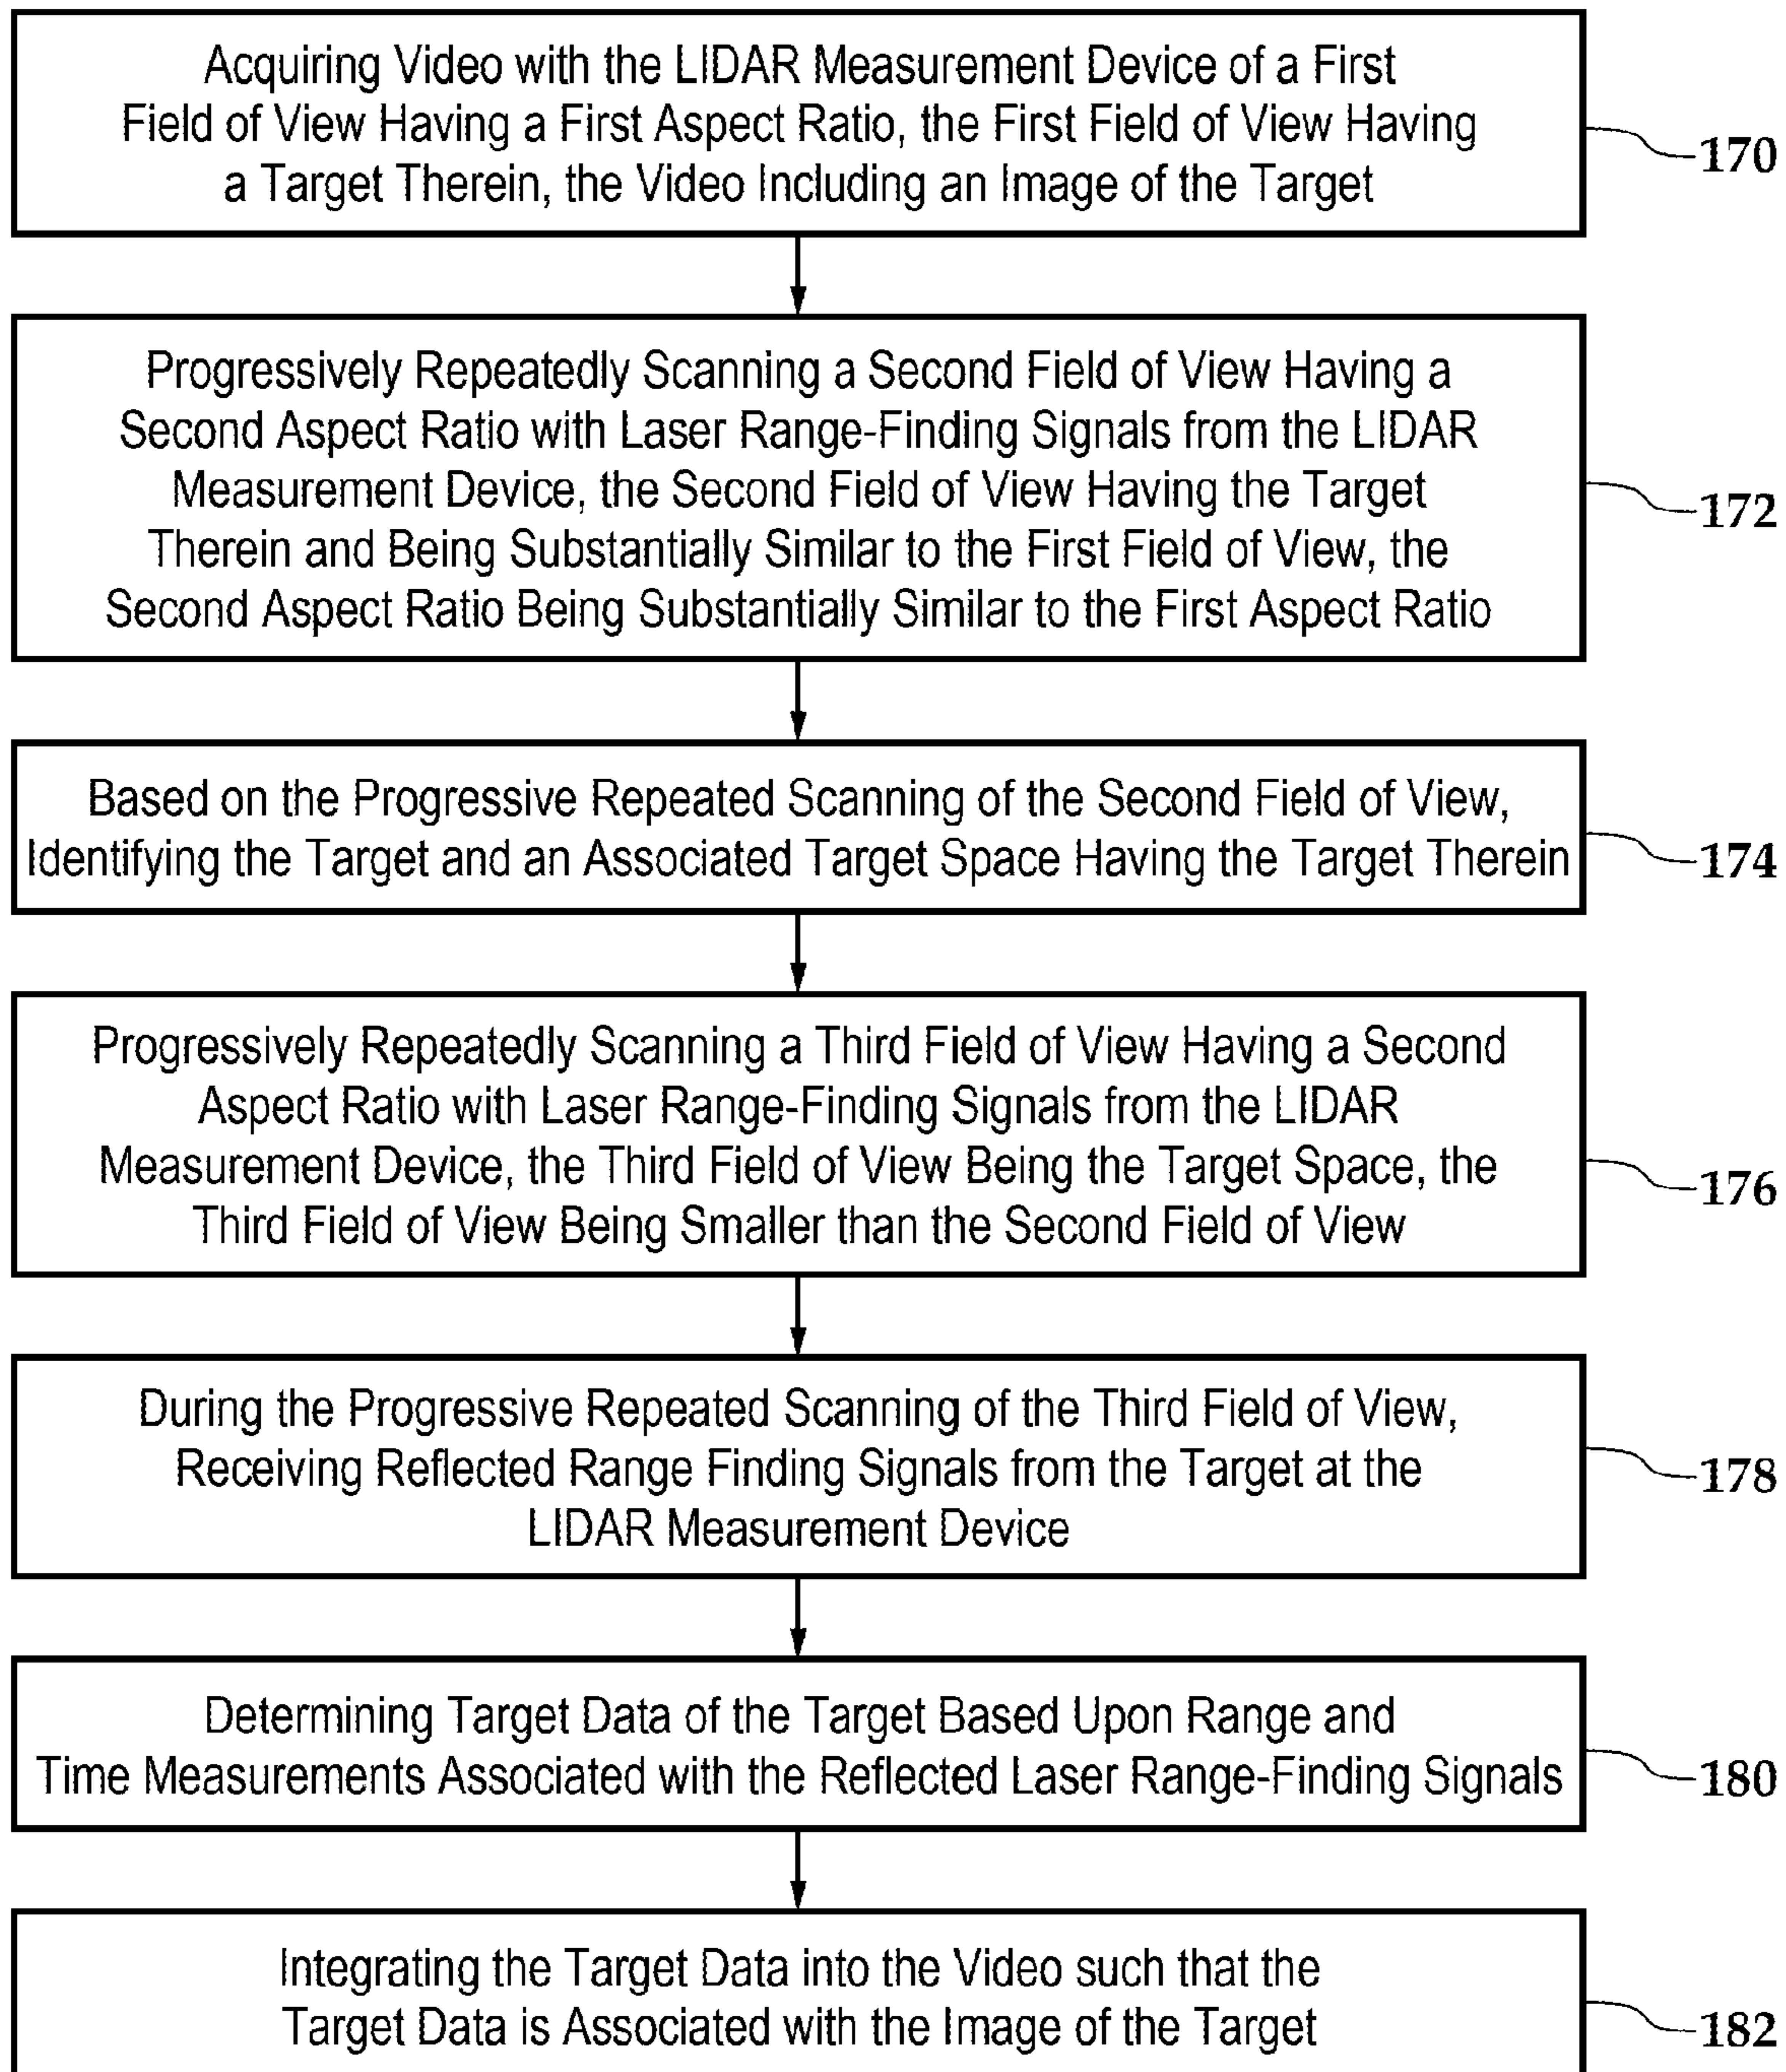 Acquiring Video with the LIDAR Measurement Device of a First
Field of View Having a First Aspect Ratio, the First Field of View Having
a Target Therein, the Video Including an Image of the Target
170
Progressively Repeatedly Scanning a Second Field of View Having a
Second Aspect Ratio with Laser Range-Finding Signals from the LIDAR
Measurement Device, the Second Field of View Having the Target
Therein and Being Substantially Similar to the First Field of View, the
Second Aspect Ratio Being Substantially Similar to the First Aspect Ratio
172
Based on the Progressive Repeated Scanning of the Second Field of View,
Identifying the Target and an Associated Target Space Having the Target Therein
174
Progressively Repeatedly Scanning a Third Field of View Having a Second
Aspect Ratio with Laser Range-Finding Signals from the LIDAR
Measurement Device, the Third Field of View Being the Target Space, the
Third Field of View Being Smaller than the Second Field of View
176
During the Progressive Repeated Scanning of the Third Field of View,
Receiving Reflected Range Finding Signals from the Target at the
LIDAR Measurement Device
178
Determining Target Data of the Target Based Upon Range and
Time Measurements Associated with the Reflected Laser Range-Finding Signals
180
Integrating the Target Data into the Video such that the
Target Data is Associated with the Image of the Target
182